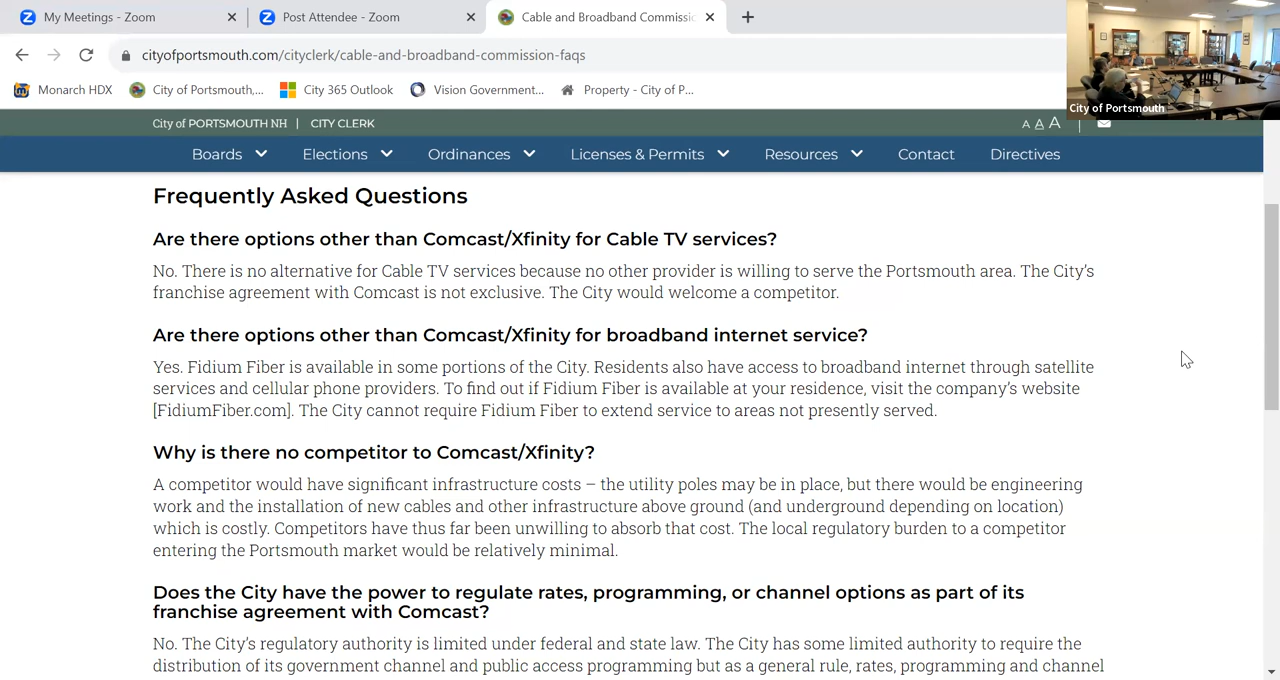 My Meetings - Zoom
Post Attendee - Zoom
Cable and Broadband Commissi
cityofportsmouth.com/cityclerk/cable-and-broadband-commission-faqs
Monarch HDX
City of Portsmouth,...
City 365 Outlook
Vision Government...
Property - City of P...
City of Portsmouth
City of PORTSMOUTH NH | CITY CLERK
A A A |
Boards Elections Ordinances Licenses & Permits Resources Contact Directives
Frequently Asked Questions
Are there options other than Comcast/Xfinity for Cable TV services?
No. There is no alternative for Cable TV services because no other provider is willing to serve the Portsmouth area. The City's
franchise agreement with Comcast is not exclusive. The City would welcome a competitor.
Are there options other than Comcast/Xfinity for broadband internet service?
Yes. Fidium Fiber is available in some portions of the City. Residents also have access to broadband internet through satellite
services and cellular phone providers. To find out if Fidium Fiber is available at your residence, visit the company's website
[FidiumFiber.com]. The City cannot require Fidium Fiber to extend service to areas not presently served.
Why is there no competitor to Comcast/Xfinity?
A competitor would have significant infrastructure costs – the utility poles may be in place, but there would be engineering
work and the installation of new cables and other infrastructure above ground (and underground depending on location)
which is costly. Competitors have thus far been unwilling to absorb that cost. The local regulatory burden to a competitor
entering the Portsmouth market would be relatively minimal.
Does the City have the power to regulate rates, programming, or channel options as part of its
franchise agreement with Comcast?
No. The City's regulatory authority is limited under federal and state law. The City has some limited authority to require the
distribution of its government channel and public access programming but as a general rule, rates, programming and channel